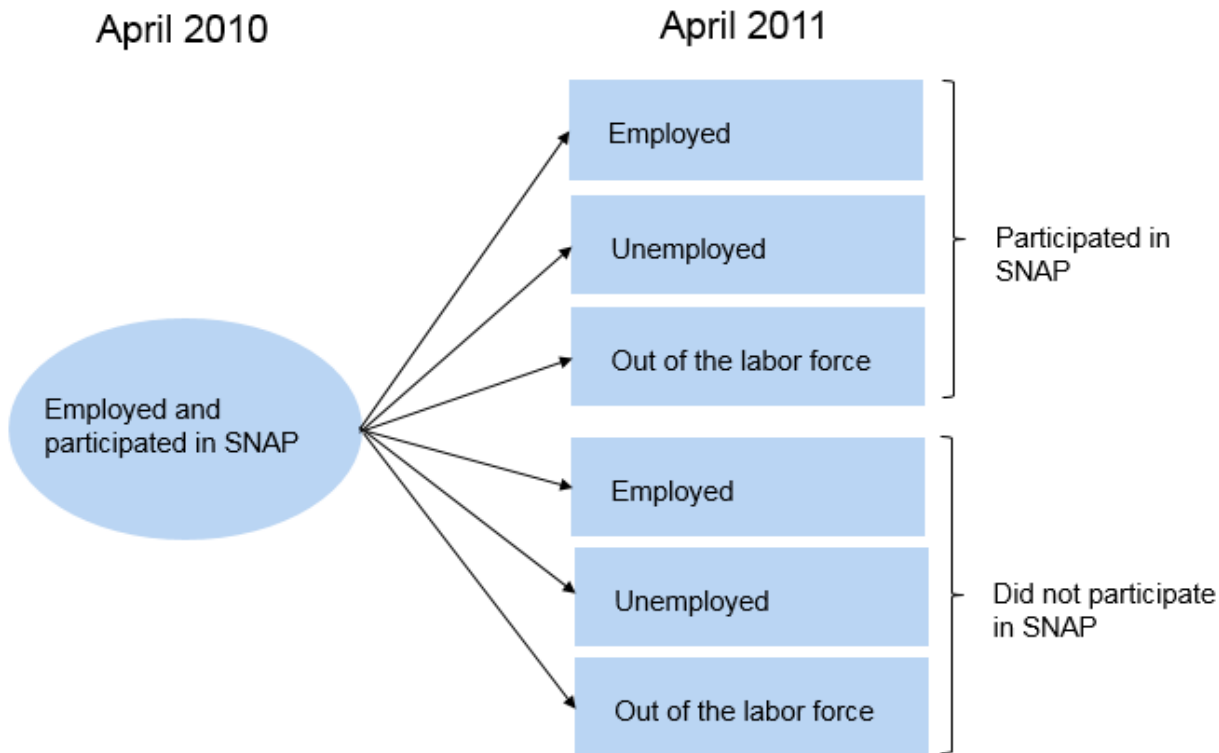 April 2010
April 2011
Employed
Unemployed
Out of the labor force
Participated in
SNAP
Employed and
participated in SNAP
Employed
Unemployed
Out of the labor force
Did not participate
in SNAP